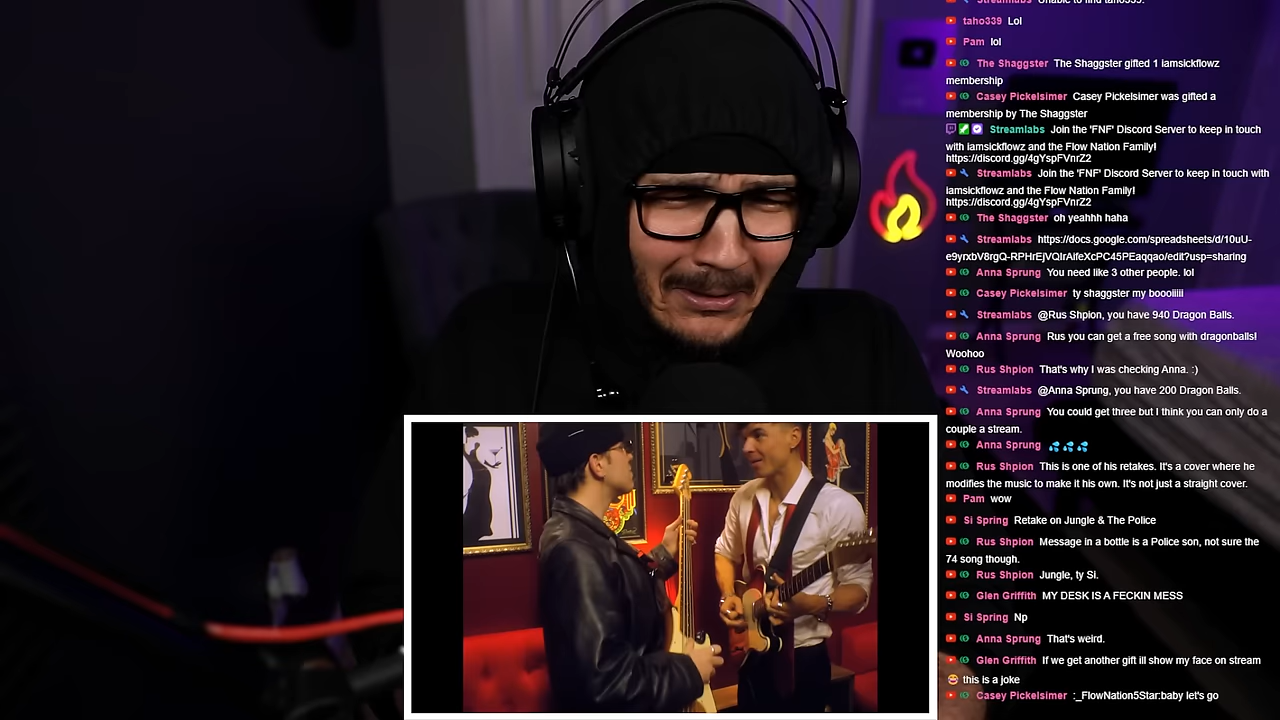 Streamlabs Unable to find taho339.
taho339 Lol
Pam lol
The Shaggster The Shaggster gifted 1 iamsickflowz
membership
Casey Pickelsimer Casey Pickelsimer was gifted a
membership by The Shaggster
Streamlabs Join the 'FNF' Discord Server to keep in touch
with iamsickflowz and the Flow Nation Family!
https://discord.gg/4gYspFVnrZ2
Streamlabs Join the 'FNF' Discord Server to keep in touch with
iamsickflowz and the Flow Nation Family!
https://discord.gg/4gYspFVnrZ2
The Shaggster oh yeahhh haha
Streamlabs https://docs.google.com/spreadsheets/d/10uU-
e9yrxbV8rgQ-RPHrEjVQIrAifeXcPC45PEaqqao/edit?usp=sharing
Anna Sprung You need like 3 other people. lol
Casey Pickelsimer ty shaggster my boooiiiii
Streamlabs @Rus Shpion, you have 940 Dragon Balls.
Anna Sprung Rus you can get a free song with dragonballs!
Woohoo
Rus Shpion That's why I was checking Anna. :)
Streamlabs @Anna Sprung, you have 200 Dragon Balls.
Anna Sprung You could get three but I think you can only do a
couple a stream.
Anna Sprung 💦 💦 💦
Rus Shpion This is one of his retakes. It's a cover where he
modifies the music to make it his own. It's not just a straight cover.
Pam wow
Si Spring Retake on Jungle & The Police
Rus Shpion Message in a bottle is a Police son, not sure the
74 song though.
Rus Shpion Jungle, ty Si.
Glen Griffith MY DESK IS A FECKIN MESS
Si Spring Np
Anna Sprung That's weird.
Glen Griffith If we get another gift ill show my face on stream
😂 this is a joke
Casey Pickelsimer :_FlowNation5Star:baby let's go